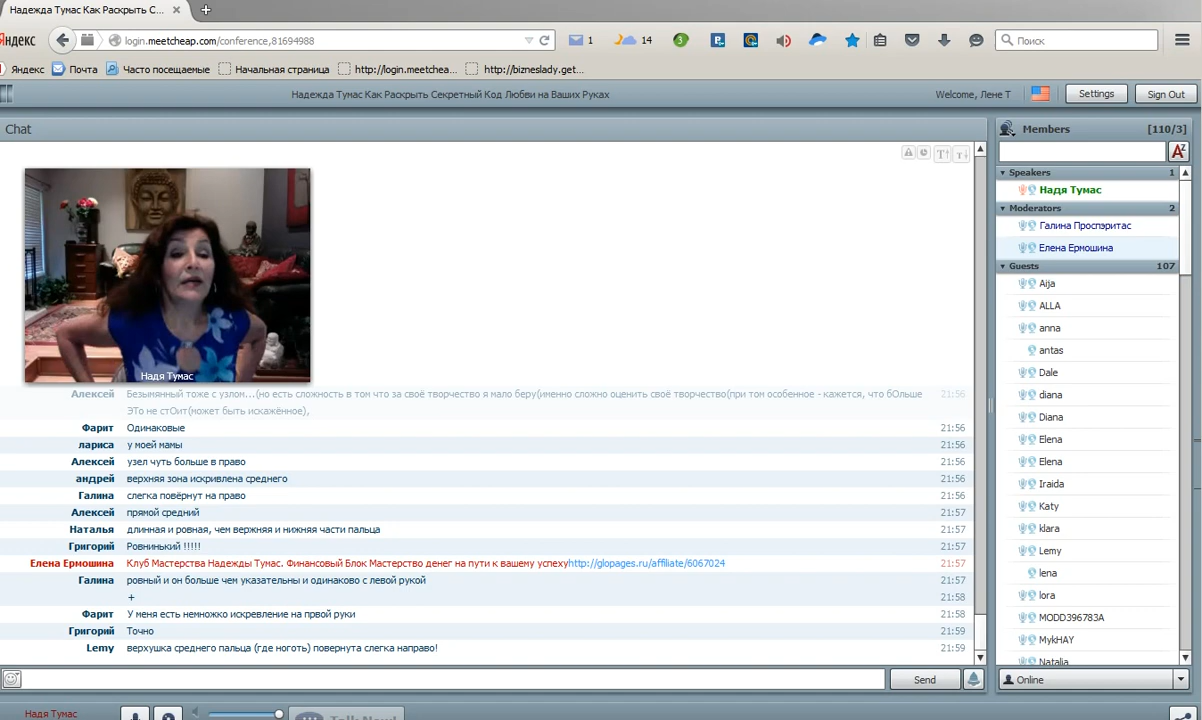 Надежда Тумас Как Раскрыть С...
Яндекс
login.meetcheap.com/conference,81694988
1
14
3
Поиск
Яндекс Почта Часто посещаемые Начальная страница http://login.meetchea... http://bizneslady.get...
Надежда Тумас Как Раскрыть Секретный Код Любви на Ваших Руках
Welcome, Лене Т
Settings
Sign Out
Chat
Надя Тумас
Алексей Безымянный тоже с узлом...(но есть сложность в том что за своё творчество я мало беру(именно сложно оценить своё творчество(при том особенное - кажется, что бОльше 21:56
ЭТо не стОит(может быть искажённое),
Фарит Одинаковые 21:56
лариса у моей мамы 21:56
Алексей узел чуть больше в право 21:56
андрей верхняя зона искривлена среднего 21:56
Галина слегка повёрнут на право 21:56
Алексей прямой средний 21:57
Наталья длинная и ровная, чем вержняя и нижняя части пальца 21:57
Григорий Ровнинький !!!!! 21:57
Елена Ермошина Клуб Мастерства Надежды Тумас. Финансовый Блок Мастерство денег на пути к вашему успехуhttp://glopages.ru/affiliate/6067024 21:57
Галина ровный и он больше чем указательны и одинаково с левой рукой 21:57
+ 21:58
Фарит У меня есть немножко искревление на првой руки 21:58
Григорий Точно 21:59
Lemy верхушка среднего пальца (где ноготь) повернута слегка направо! 21:59
Send
Надя Тумас
Talk Now!
Members [110/3]
Speakers 1
Надя Тумас
Moderators 2
Галина Проспэритас
Елена Ермошина
Guests 107
Aija
ALLA
anna
antas
Dale
diana
Diana
Elena
Elena
Iraida
Katy
klara
Lemy
lena
lora
MODD396783A
MykHAY
Natalia
Online